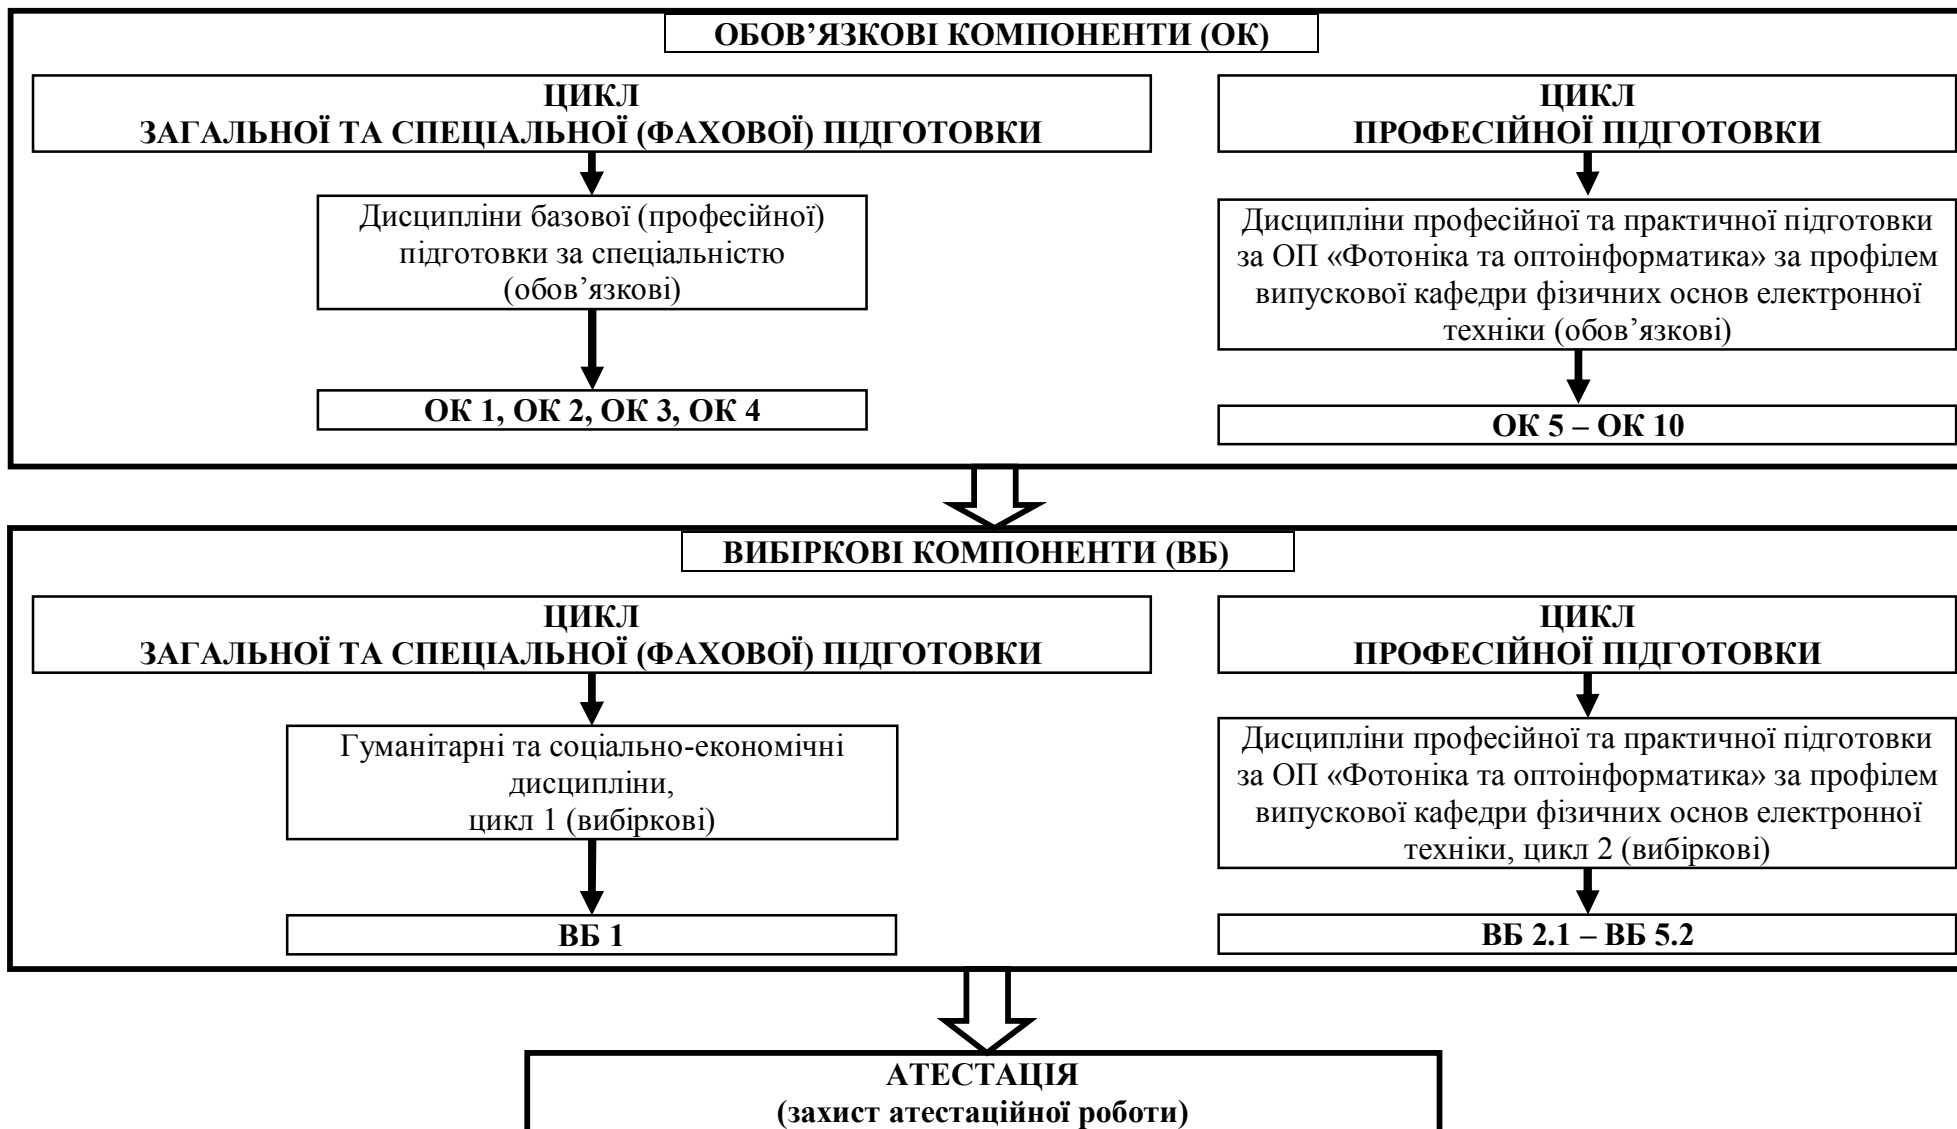 ОБОВ’ЯЗКОВІ КОМПОНЕНТИ (ОК)
ЦИКЛ
ЗАГАЛЬНОЇ ТА СПЕЦІАЛЬНОЇ (ФАХОВОЇ) ПІДГОТОВКИ
Дисципліни базової (професійної)
підготовки за спеціальністю
(обов’язкові)
ОК 1, ОК 2, ОК 3, ОК 4
ЦИКЛ
ПРОФЕСІЙНОЇ ПІДГОТОВКИ
Дисципліни професійної та практичної підготовки
за ОП «Фотоніка та оптоінформатика» за профілем
випускової кафедри фізичних основ електронної
техніки (обов’язкові)
ОК 5 – ОК 10
ВИБІРКОВІ КОМПОНЕНТИ (ВБ)
ЦИКЛ
ЗАГАЛЬНОЇ ТА СПЕЦІАЛЬНОЇ (ФАХОВОЇ) ПІДГОТОВКИ
Гуманітарні та соціально-економічні
дисципліни,
цикл 1 (вибіркові)
ВБ 1
ЦИКЛ
ПРОФЕСІЙНОЇ ПІДГОТОВКИ
Дисципліни професійної та практичної підготовки
за ОП «Фотоніка та оптоінформатика» за профілем
випускової кафедри фізичних основ електронної
техніки, цикл 2 (вибіркові)
ВБ 2.1 – ВБ 5.2
АТЕСТАЦІЯ
(захист атестаційної роботи)